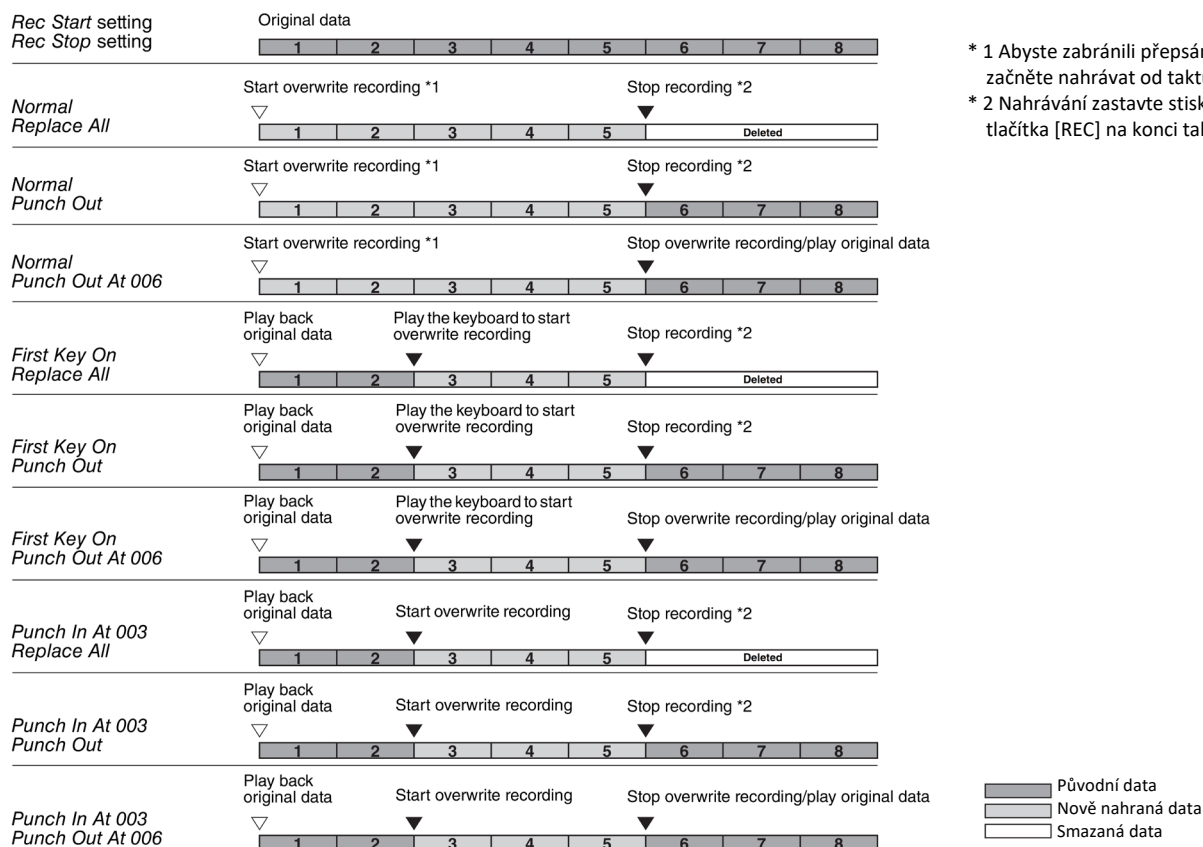 Rec Start setting
Rec Stop setting
Original data
1 2 3 4 5 6 7 8
* 1 Abyste zabránili
začněte nahrávat od
* 2 Nahrávání zastavte
tlačítka [REC] na konci
Normal
Replace All
Start overwrite recording *1
Stop recording *2
1 2 3 4 5 Deleted
Normal
Punch Out
Start overwrite recording *1
Stop recording *2
1 2 3 4 5 6 7 8
Normal
Punch Out At 006
Start overwrite recording *1
Stop overwrite recording/play original data
1 2 3 4 5 6 7 8
First Key On
Replace All
Play back
original data
Play the keyboard to start
overwrite recording
Stop recording *2
1 2 3 4 5 Deleted
First Key On
Punch Out
Play back
original data
Play the keyboard to start
overwrite recording
Stop recording *2
1 2 3 4 5 6 7 8
First Key On
Punch Out At 006
Play back
original data
Play the keyboard to start
overwrite recording
Stop overwrite recording/play original data
1 2 3 4 5 6 7 8
Punch In At 003
Replace All
Play back
original data
Start overwrite recording
Stop recording *2
1 2 3 4 5 Deleted
Punch In At 003
Punch Out
Play back
original data
Start overwrite recording
Stop recording *2
1 2 3 4 5 6 7 8
Punch In At 003
Punch Out At 006
Play back
original data
Start overwrite recording
Stop overwrite recording/play original data
1 2 3 4 5 6 7 8
Původní data
Nově nahraná data
Smazaná data